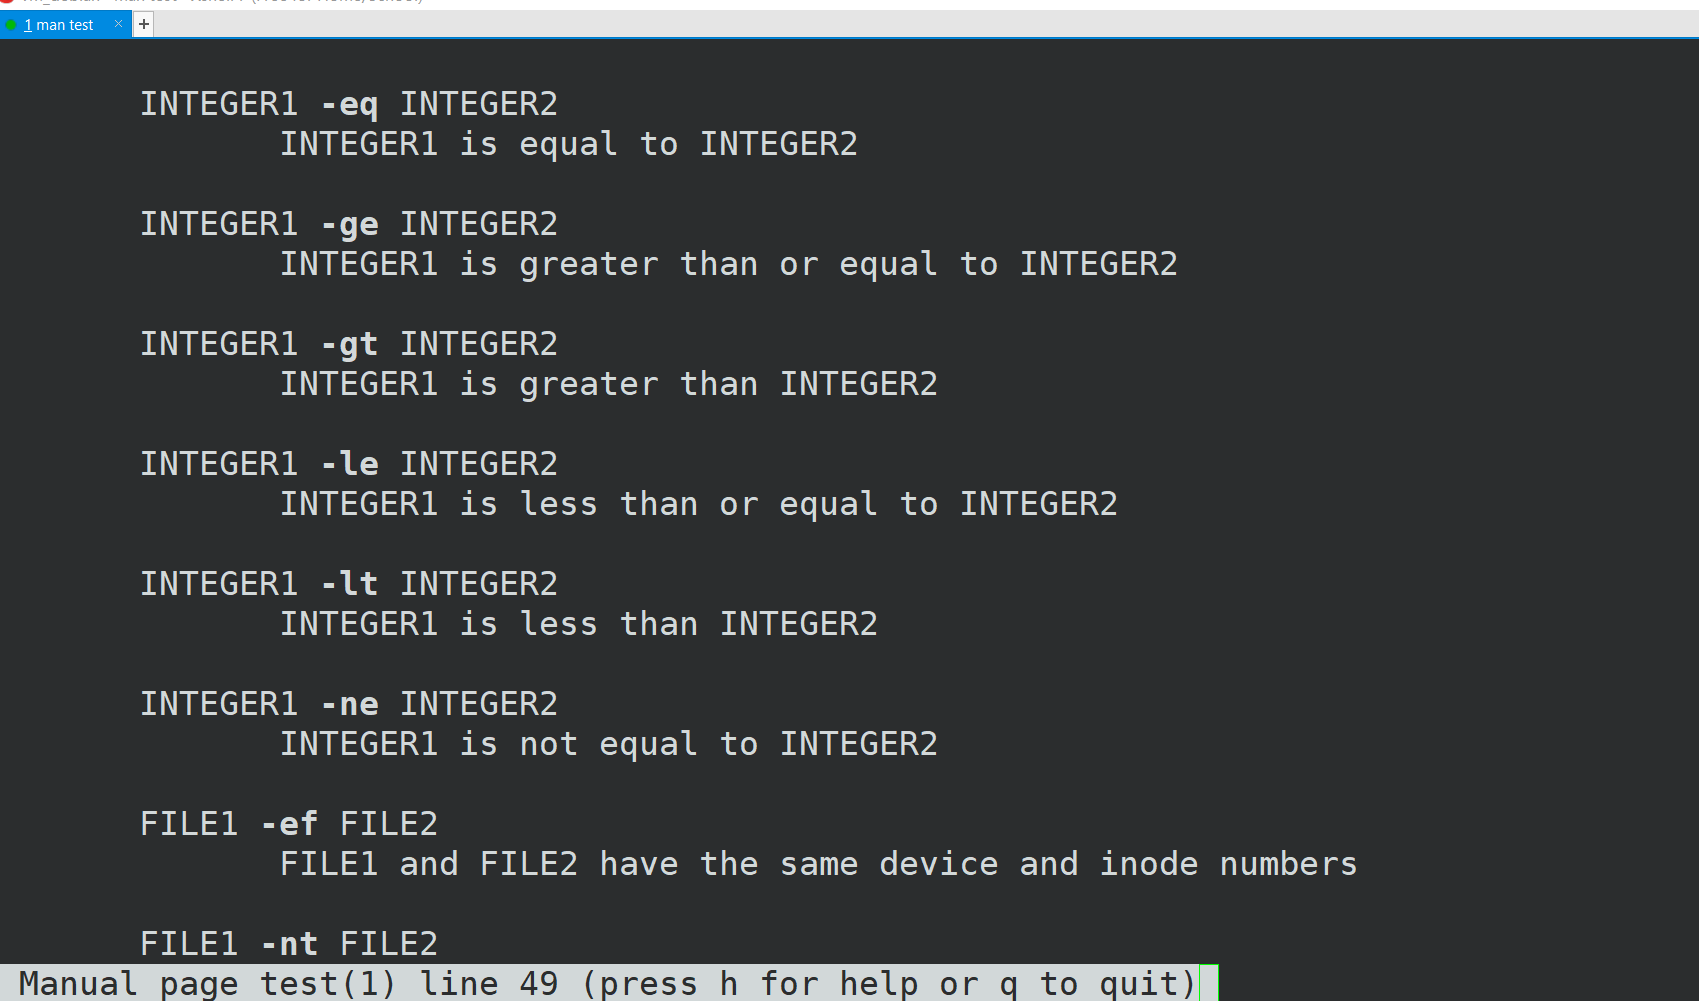 1 man test
INTEGER1 -eq INTEGER2
INTEGER1 is equal to INTEGER2
INTEGER1 -ge INTEGER2
INTEGER1 is greater than or equal to INTEGER2
INTEGER1 -gt INTEGER2
INTEGER1 is greater than INTEGER2
INTEGER1 -le INTEGER2
INTEGER1 is less than or equal to INTEGER2
INTEGER1 -lt INTEGER2
INTEGER1 is less than INTEGER2
INTEGER1 -ne INTEGER2
INTEGER1 is not equal to INTEGER2
FILE1 -ef FILE2
FILE1 and FILE2 have the same device and inode numbers
FILE1 -nt FILE2
Manual page test(1) line 49 (press h for help or q to quit)